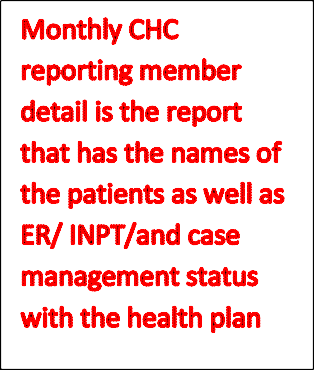 Monthly CHC
reporting member
detail is the report
that has the names of
the patients as well as
ER/ INPT/and case
management status
with the health plan